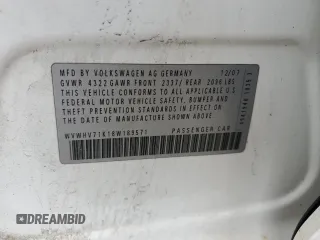 MFD. BY VOLKSWAGEN AG GERMANY 12/07
GVWR 4322 GAWR FRONT 2337/ REAR 2096 LBS
THIS VEHICLE CONFORMS TO ALL APPLICABLE U.S
FEDERAL MOTOR VEHICLE SAFETY, BUMPER AND
THEFT PREVENTION STANDARDS IN EFFECT ON THE
DATE OF MANUFACTURE SHOWN ABOVE.
WVWHV71K18W189571 PASSENGER CAR
DREAMBID